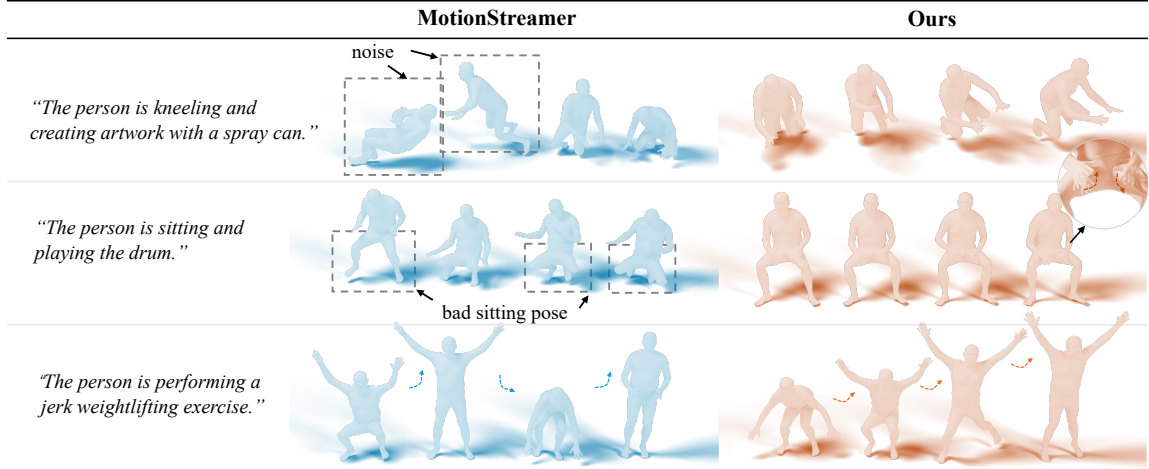 MotionStreamer
Ours
noise
“The person is kneeling and
creating artwork with a spray can.”
“The person is sitting and
playing the drum.”
bad sitting pose
“The person is performing a
jerk weightlifting exercise.”